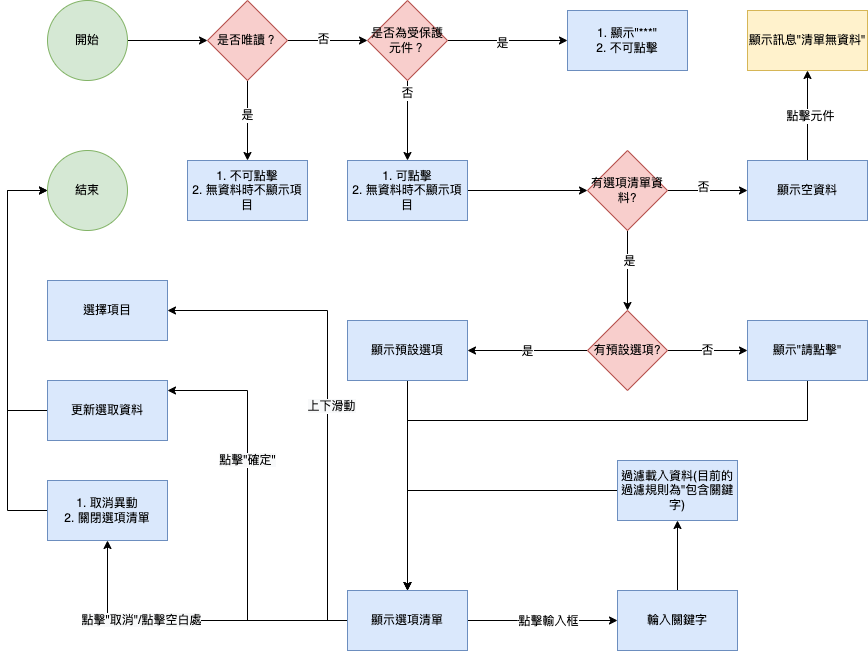 開始
是否唯讀？
否
是否為受保護
元件？
是
1. 顯示"***"
2. 不可點擊
顯示訊息"清單無資料"
是
否
點擊元件
結束
1. 不可點擊
2. 無資料時不顯示項
目
1. 可點擊
2. 無資料時不顯示項
目
有選項清單資
料?
否
顯示空資料
是
選擇項目
顯示預設選項
是
有預設選項?
否
顯示"請點擊"
上下滑動
更新選取資料
點擊"確定"
過濾載入資料(目前的
過濾規則為"包含關鍵
字)
1. 取消異動
2. 關閉選項清單
點擊"取消"/點擊空白處
顯示選項清單
點擊輸入框
輪入關鍵字